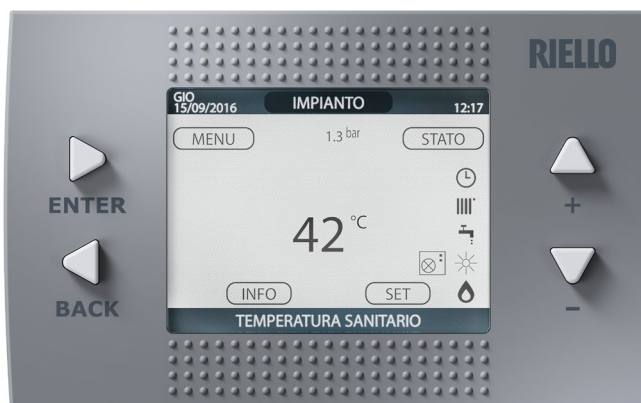 RIELLO
GIO
15/09/2016 IMPIANTO 12:17
MENU 1.3 bar STATO
ENTER +
42 °C
BACK -
INFO SET
TEMPERATURA SANITARIO